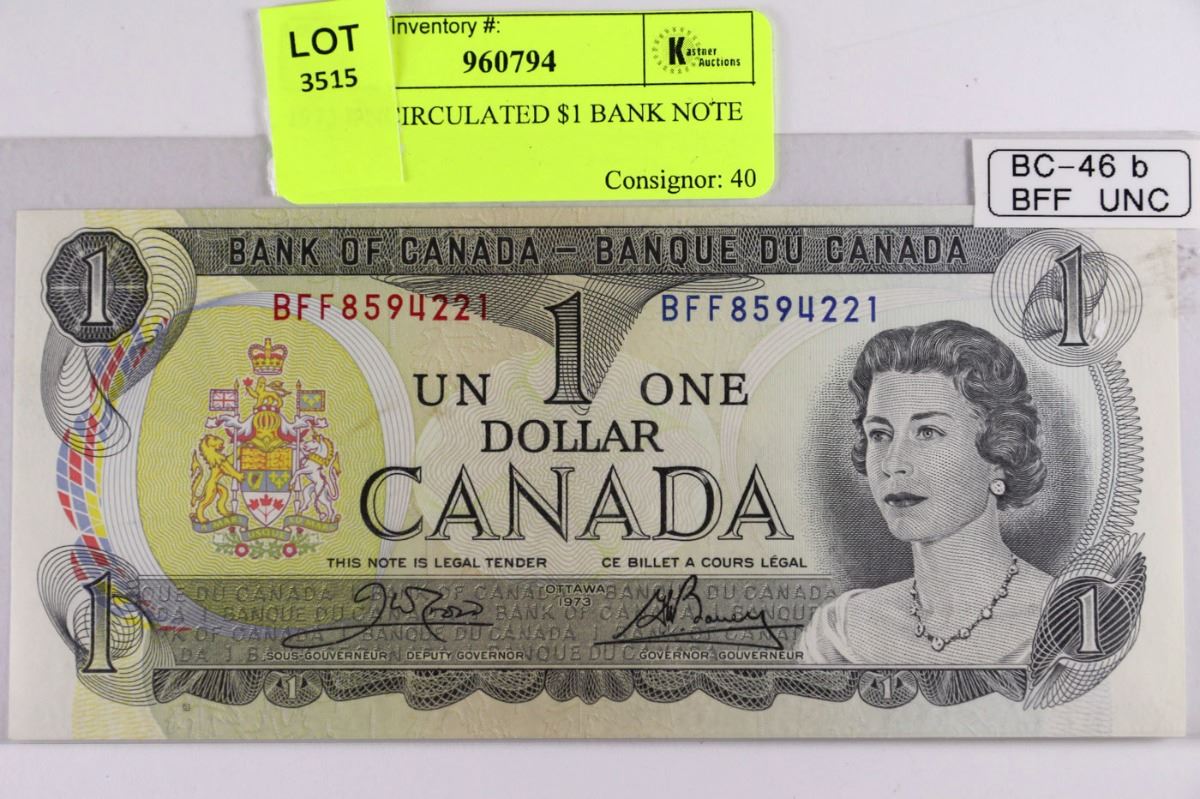 LOT
3515
Inventory #:
960794
Kastner
Auctions
CIRCULATED $1 BANK NOTE
Consignor: 40
BC-46 b
BFF UNC
BANK OF CANADA – BANQUE DU CANADA
1
1
BFF8594221
1
BFF8594221
UN
ONE
DOLLAR
CANADA
THIS NOTE IS LEGAL TENDER
CE BILLET A COURS LÉGAL
OTTAWA
1973
SOUS-GOUVERNEUR DEPUTY GOVERNOR
GOVERNOR-GOUVERNEUR
1
1
1
1